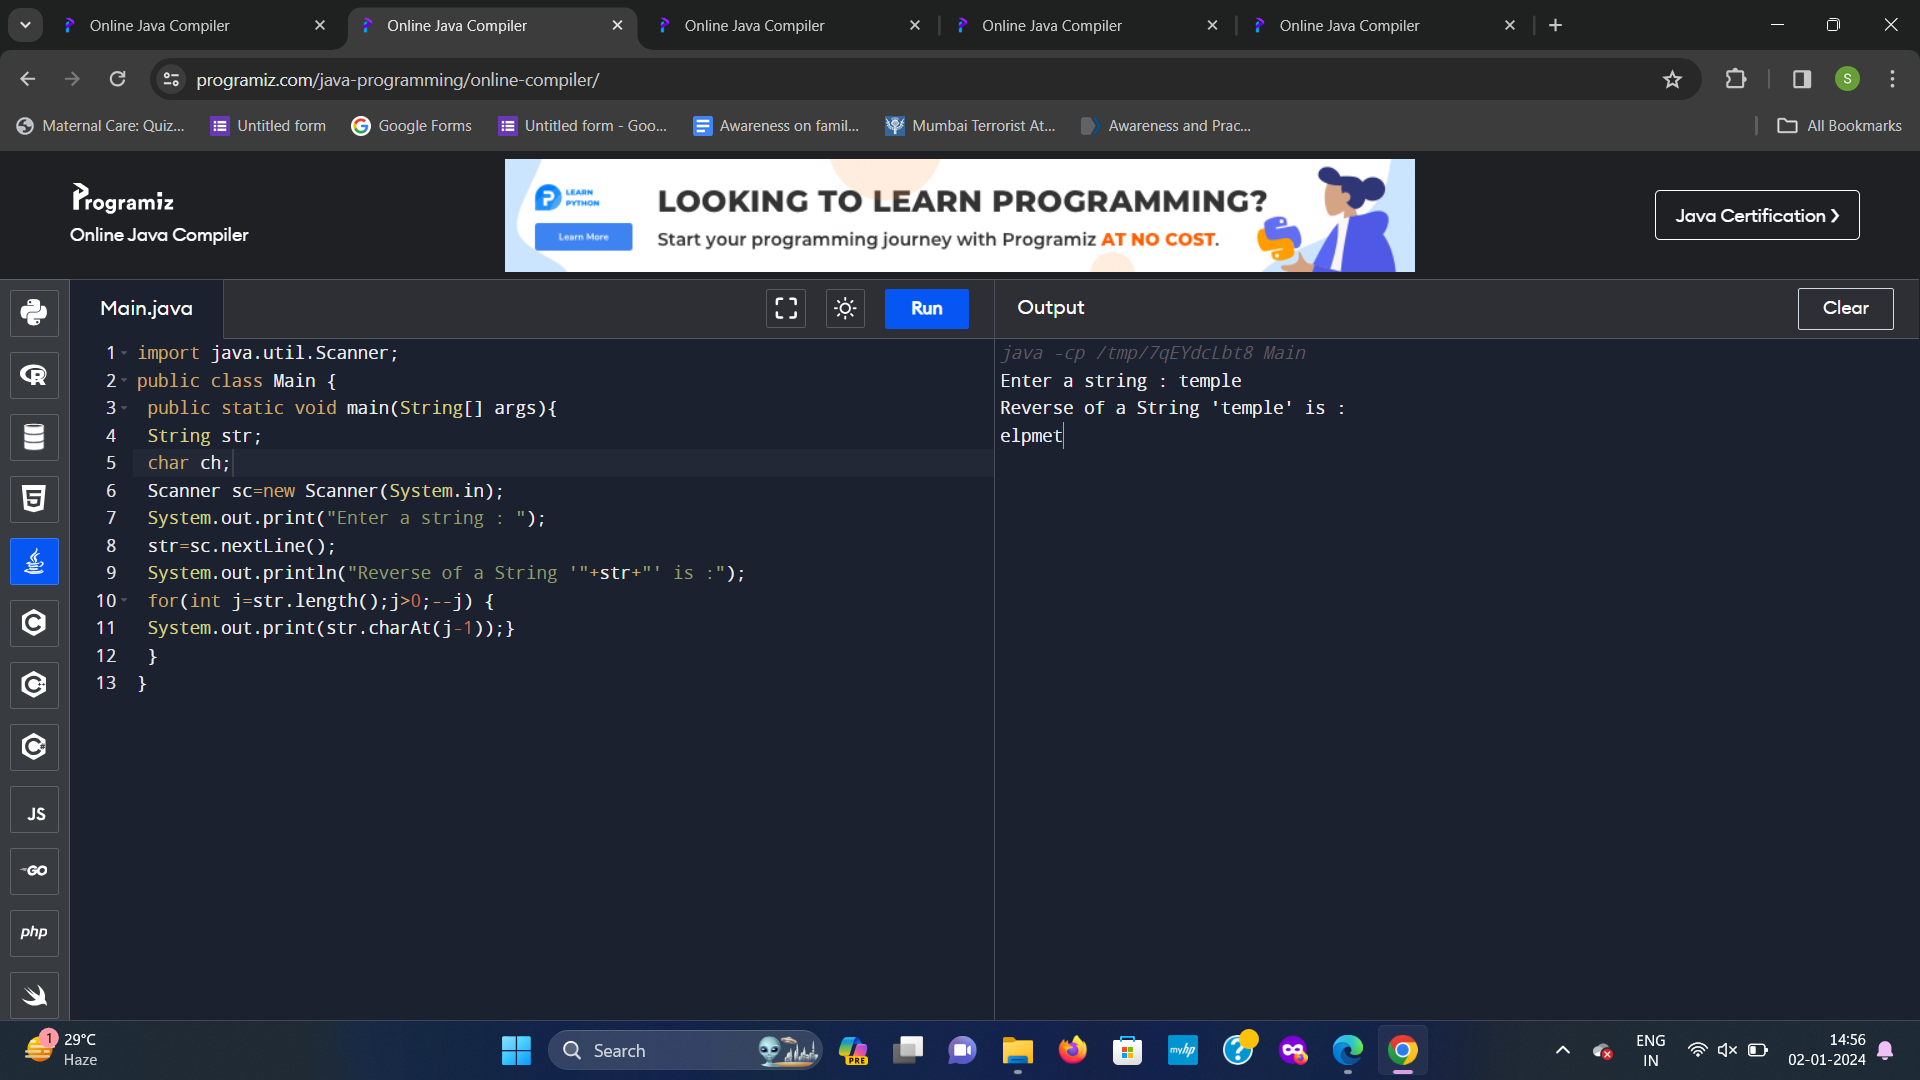 Online Java Compiler
Online Java Compiler
Online Java Compiler
Online Java Compiler
Online Java Compiler
programiz.com/java-programming/online-compiler/
S
Maternal Care: Quiz...
Untitled form
Google Forms
Untitled form - Goo...
Awareness on famil...
Mumbai Terrorist At...
Awareness and Prac...
All Bookmarks
Programiz
Online Java Compiler
LEARN
PYTHON
Learn More
LOOKING TO LEARN PROGRAMMING?
Start your programming journey with Programiz AT NO COST.
Java Certification ❯
Main.java
Run
Output
Clear
1 import java.util.Scanner;
2 public class Main {
3 public static void main(String[] args){
4 String str;
5 char ch;
6 Scanner sc=new Scanner(System.in);
7 System.out.print("Enter a string : ");
8 str=sc.nextLine();
9 System.out.println("Reverse of a String '"+str+"' is :");
10 for(int j=str.length();j>0;--j) {
11 System.out.print(str.charAt(j-1));}
12 }
13 }
java -cp /tmp/7qEYdcLbt8 Main
Enter a string : temple
Reverse of a String 'temple' is :
elpmet
R
5
C
C
C
JS
GO
php
1
29°C
Haze
Search
PRE
myhp
ENG
IN
14:56
02-01-2024